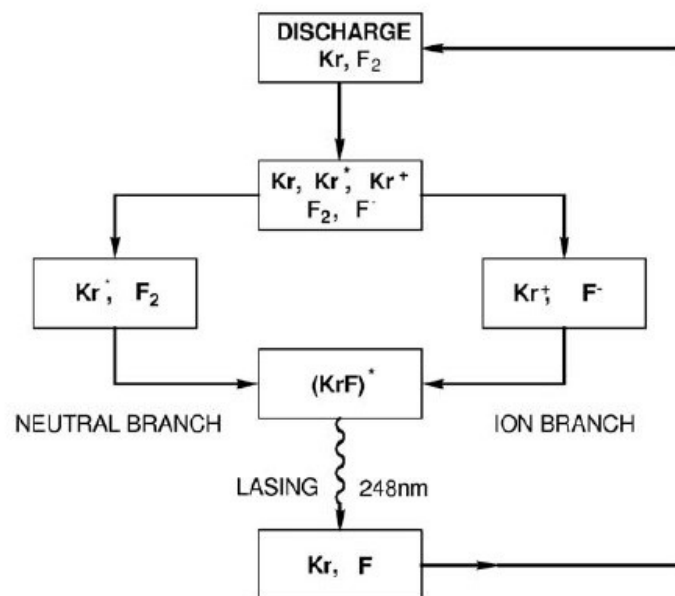 DISCHARGE
Kr, F₂
Kr, Kr*, Kr⁺
F₂, F⁻
Kr*, F₂
Kr⁺, F⁻
(KrF)*
NEUTRAL BRANCH
ION BRANCH
LASING 248nm
Kr, F